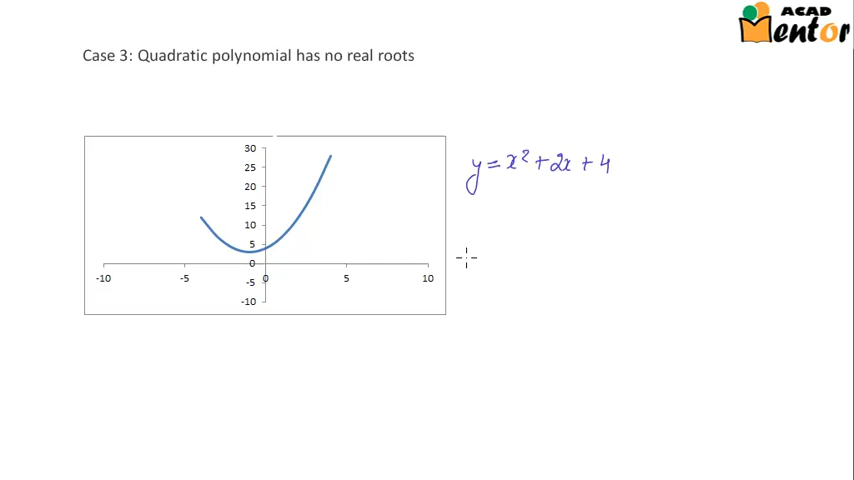 ACAD
Mentor
Case 3: Quadratic polynomial has no real roots
y = x² + 2x + 4
30
25
20
15
10
5
0
-10 -5 0 5 10
-5
-10